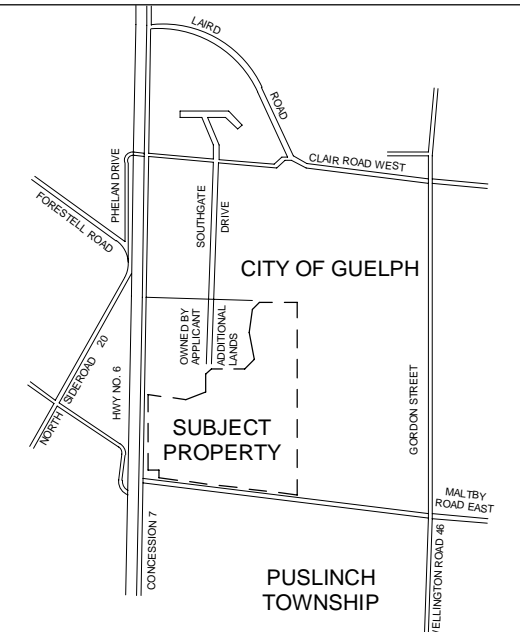 LAIRD
ROAD
CLAIR ROAD WEST
PHELAN DRIVE
FORESTELL ROAD
SOUTHGATE
DRIVE
CITY OF GUELPH
OWNED BY
APPLICANT
ADDITIONAL
LANDS
NORTH SIDEROAD 20
HWY NO. 6
SUBJECT
PROPERTY
GORDON STREET
MALTBY
ROAD EAST
CONCESSION 7
PUSLINCH
TOWNSHIP
ELLINGTON ROAD 46